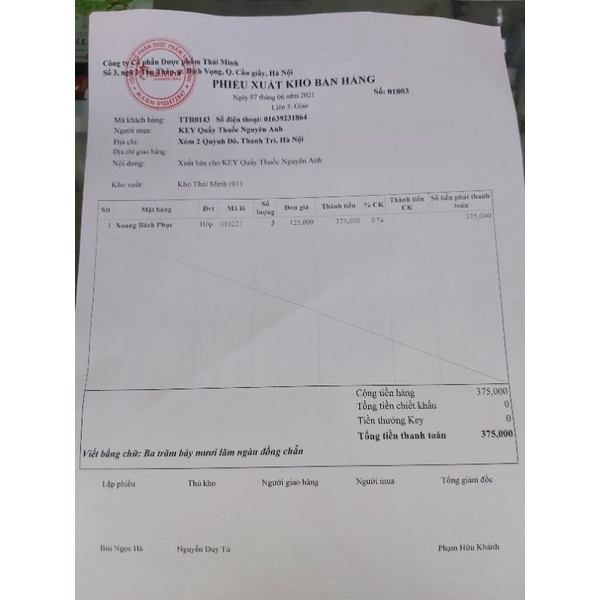 Công ty Cổ phần Dược phẩm Thái Minh
Số 3, ngõ 2 Thọ Tháp, p. Dịch Vọng, Q. Cầu giấy, Hà Nội
PHIẾU XUẤT KHO BÁN HÀNG
Ngày 07 tháng 06 năm 2021
Số: 01803
Liên 3: Giao
Mã khách hàng: TTR0143 Số điện thoại: 01639231864
Người mua: KEY Quầy Thuốc Nguyên Anh
Địa chỉ: Xóm 2 Quỳnh Đô, Thanh Trì, Hà Nội
Địa chỉ giao hàng:
Nội dung: Xuất bán cho KEY Quầy Thuốc Nguyên Anh
Kho xuất: Kho Thái Minh (01)
Stt Mặt hàng Đvt Mã lô Số lượng Đơn giá Thành tiền % CK Thành tiền CK Số tiền phải thanh toán
1 Xoang Bách Phục Hộp 010221 3 125,000 375,000 0 % 375,000
Cộng tiền hàng 375,000
Tổng tiền chiết khấu 0
Tiền thưởng Key 0
Tổng tiền thanh toán 375,000
Viết bằng chữ: Ba trăm bảy mươi lăm ngàn đồng chẵn
Lập phiếu Thủ kho Người giao hàng Người mua Tổng giám đốc
Bùi Ngọc Hà Nguyễn Duy Tú Phạm Hữu Khánh